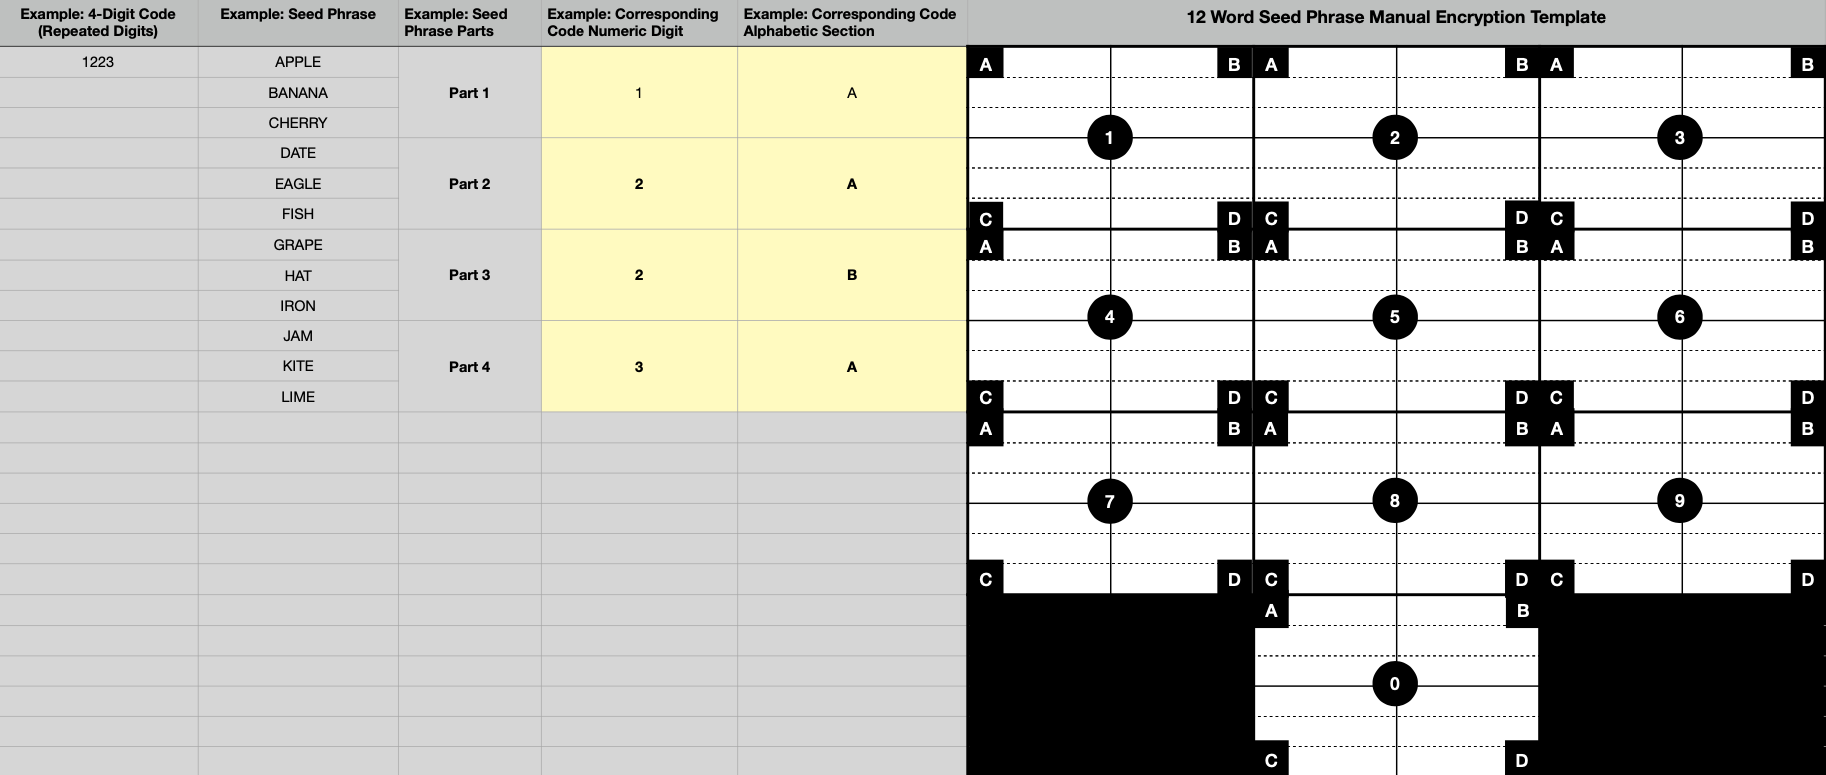 Example: 4-Digit Code
(Repeated Digits)
Example: Seed Phrase
Example: Seed
Phrase Parts
Example: Corresponding
Code Numeric Digit
Example: Corresponding Code
Alphabetic Section
12 Word Seed Phrase Manual Encryption Template
1223
APPLE
BANANA
CHERRY
DATE
EAGLE
FISH
GRAPE
HAT
IRON
JAM
KITE
LIME
Part 1
1
A
Part 2
2
A
Part 3
2
B
Part 4
3
A
A B A B A B
1 2 3
C D C D C D
A B A B A B
4 5 6
C D C D C D
A B A B A B
7 8 9
C D C D C D
A B
0
C D